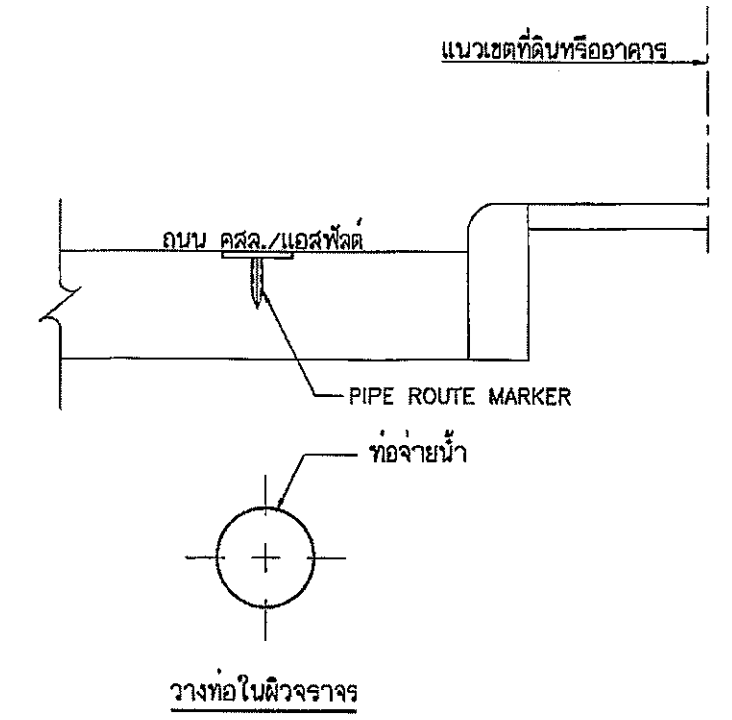 แนวเขตที่ดินหรืออาคาร
ถนน คสล./แอสฟัลต์
PIPE ROUTE MARKER
ท่อจ่ายน้ำ
วางท่อในผิวจราจร